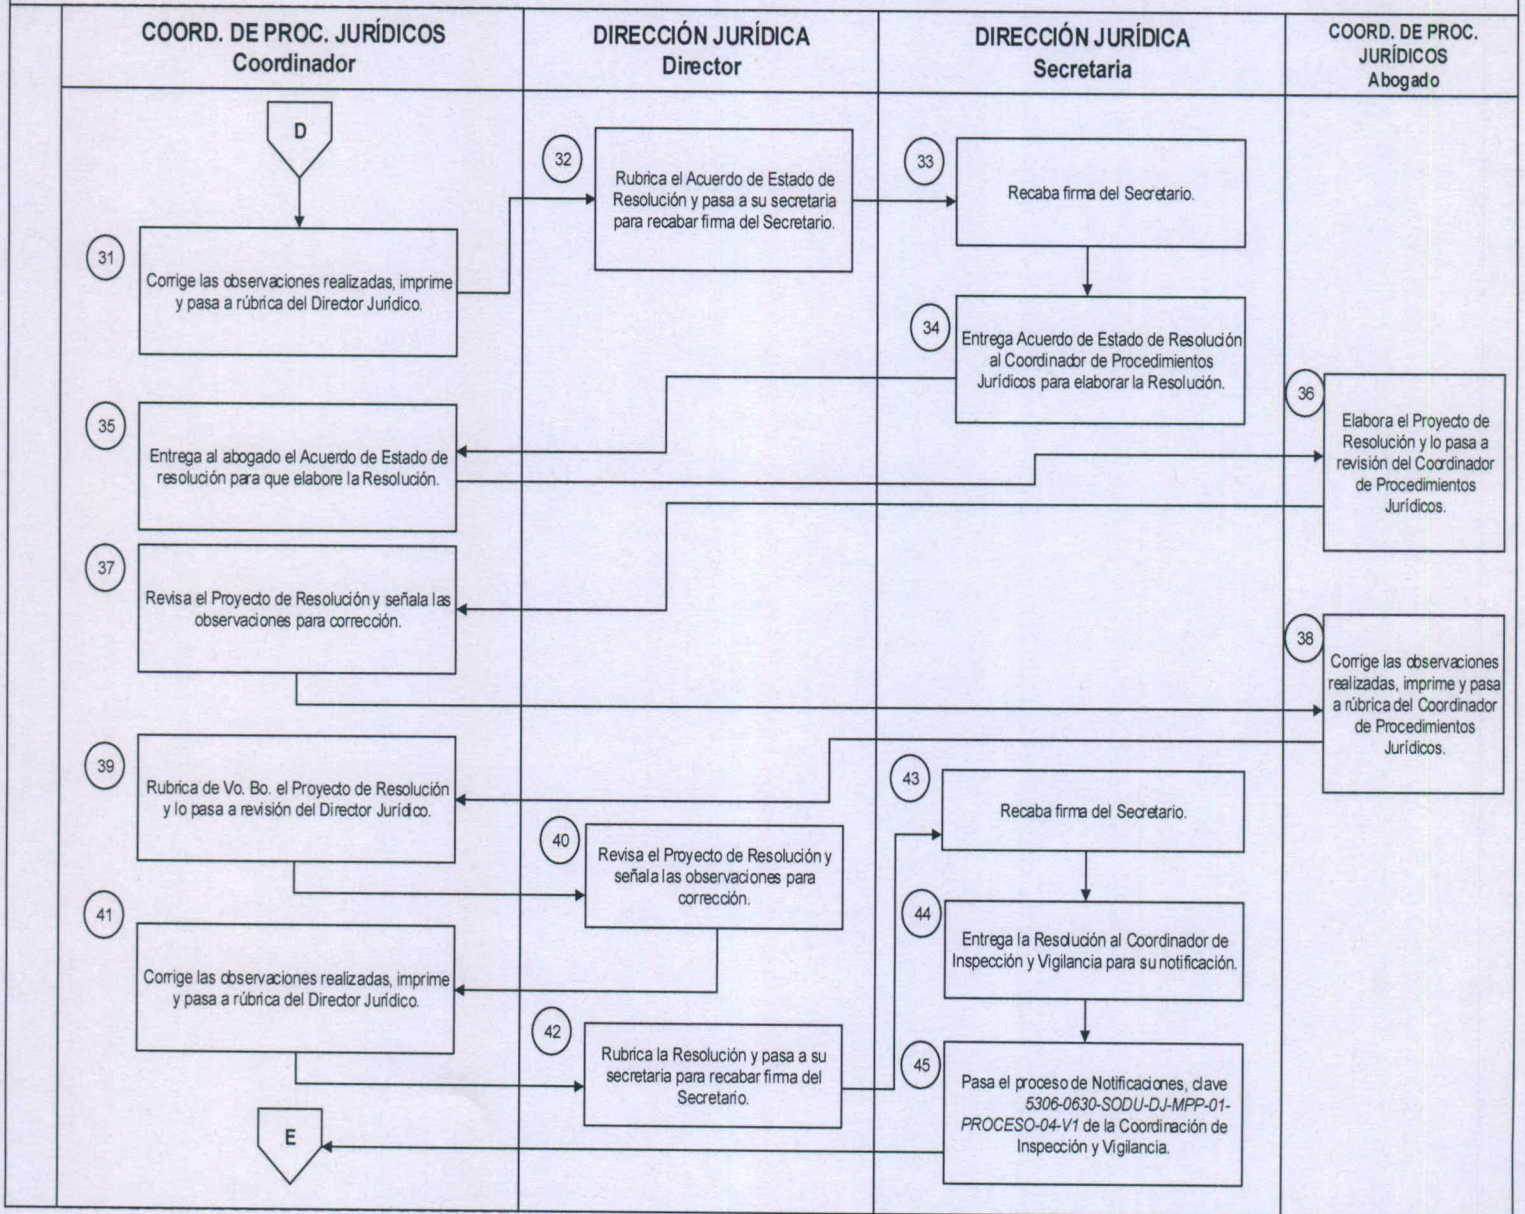 COORD. DE PROC. JURÍDICOS
Coordinador
DIRECCIÓN JURÍDICA
Director
DIRECCIÓN JURÍDICA
Secretaria
COORD. DE PROC.
JURÍDICOS
Abogado
D
31
Corrige las observaciones realizadas, imprime
y pasa a rúbrica del Director Jurídico.
32
Rubrica el Acuerdo de Estado de
Resolución y pasa a su secretaria
para recabar firma del Secretario.
33
Recaba firma del Secretario.
34
Entrega Acuerdo de Estado de Resolución
al Coordinador de Procedimientos
Jurídicos para elaborar la Resolución.
35
Entrega al abogado el Acuerdo de Estado de
resolución para que elabore la Resolución.
36
Elabora el Proyecto de
Resolución y lo pasa a
revisión del Coordinador
de Procedimientos
Jurídicos.
37
Revisa el Proyecto de Resolución y señala las
observaciones para corrección.
38
Corrige las observaciones
realizadas, imprime y pasa
a rúbrica del Coordinador
de Procedimientos
Jurídicos.
39
Rubrica de Vo. Bo. el Proyecto de Resolución
y lo pasa a revisión del Director Jurídico.
40
Revisa el Proyecto de Resolución y
señala las observaciones para
corrección.
41
Corrige las observaciones realizadas, imprime
y pasa a rúbrica del Director Jurídico.
42
Rubrica la Resolución y pasa a su
secretaria para recabar firma del
Secretario.
43
Recaba firma del Secretario.
44
Entrega la Resolución al Coordinador de
Inspección y Vigilancia para su notificación.
45
Pasa el proceso de Notificaciones, clave
5306-0630-SODU-DJ-MPP-01-
PROCESO-04-V1 de la Coordinación de
Inspección y Vigilancia.
E